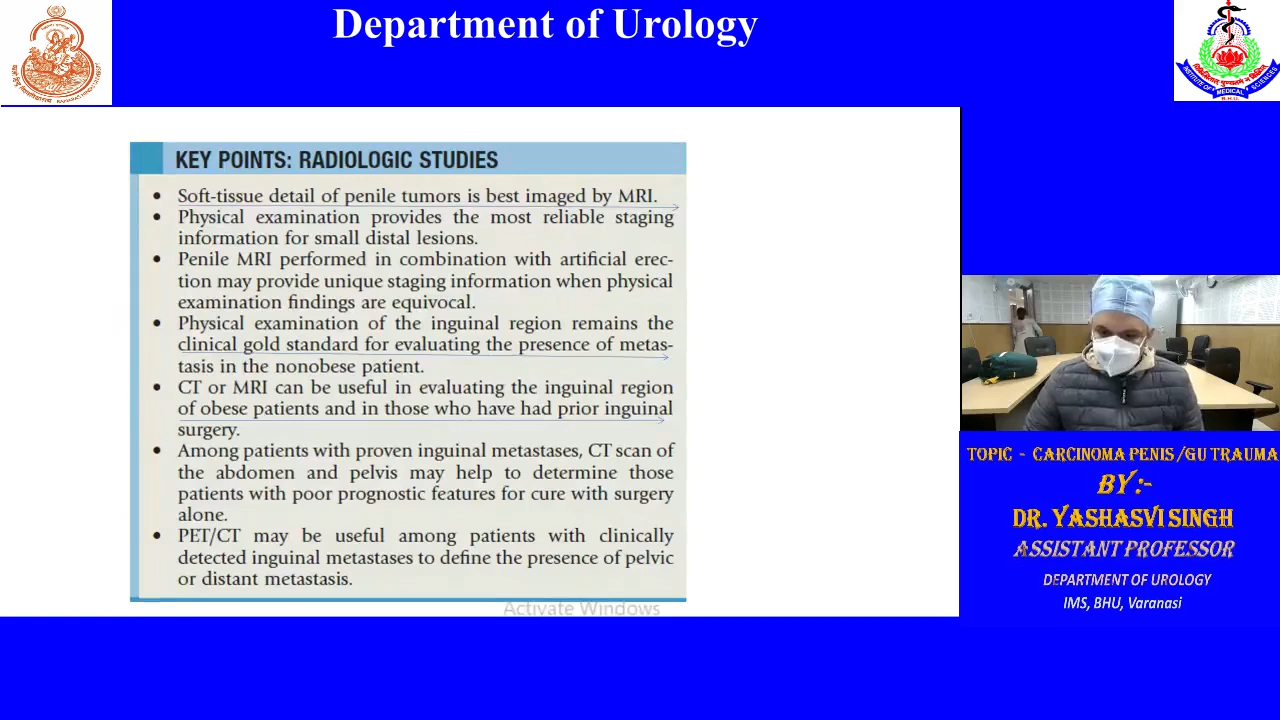 Department of Urology
INSTITUTE OF MEDICAL SCIENCES
B.H.U.
KEY POINTS: RADIOLOGIC STUDIES
• Soft-tissue detail of penile tumors is best imaged by MRI.
• Physical examination provides the most reliable staging
information for small distal lesions.
• Penile MRI performed in combination with artificial erec-
tion may provide unique staging information when physical
examination findings are equivocal.
• Physical examination of the inguinal region remains the
clinical gold standard for evaluating the presence of metas-
tasis in the nonobese patient.
• CT or MRI can be useful in evaluating the inguinal region
of obese patients and in those who have had prior inguinal
surgery.
• Among patients with proven inguinal metastases, CT scan of
the abdomen and pelvis may help to determine those
patients with poor prognostic features for cure with surgery
alone.
• PET/CT may be useful among patients with clinically
detected inguinal metastases to define the presence of pelvic
or distant metastasis.
Activate Windows
TOPIC - CARCINOMA PENIS /GU TRAUMA
BY :-
DR. YASHASVI SINGH
ASSISTANT PROFESSOR
DEPARTMENT OF UROLOGY
IMS, BHU, Varanasi